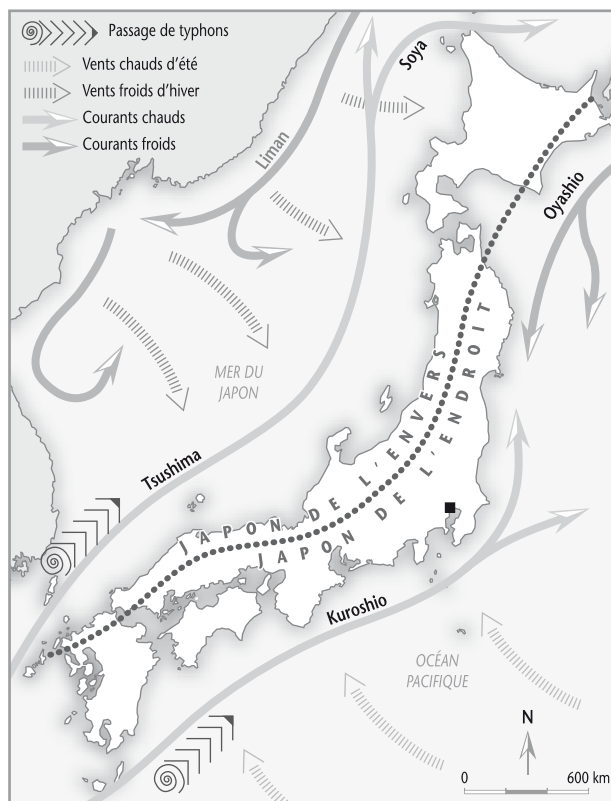 Passage de typhons
Vents chauds d'été
Vents froids d'hiver
Courants chauds
Courants froids
Soya
Liman
Oyashio
MER DU
JAPON
JAPON DE L'ENVERS
JAPON DE L'ENDROIT
Tsushima
Kuroshio
OCÉAN
PACIFIQUE
N
0 600 km